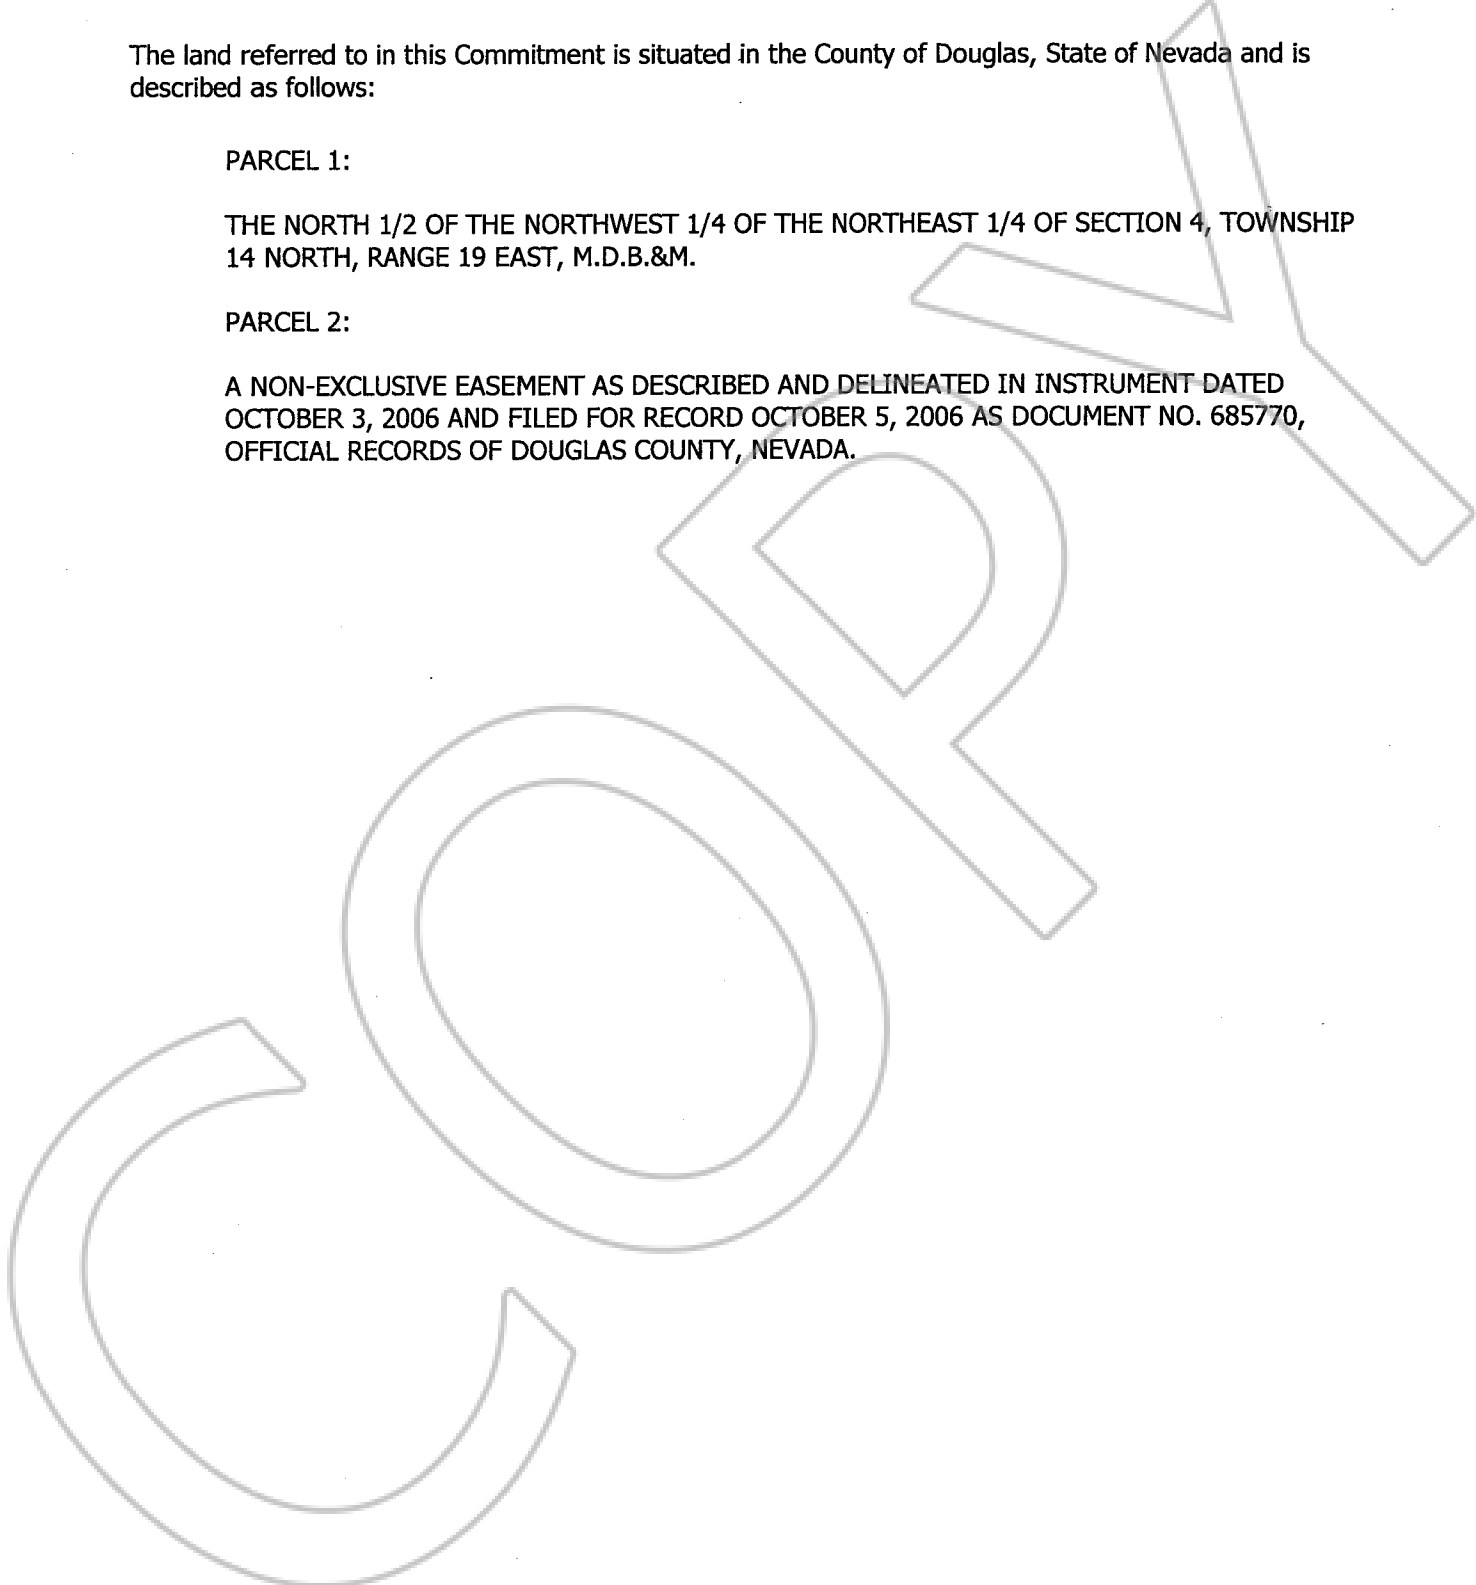 The land referred to in this Commitment is situated in the County of Douglas, State of Nevada and is
described as follows:
PARCEL 1:
THE NORTH 1/2 OF THE NORTHWEST 1/4 OF THE NORTHEAST 1/4 OF SECTION 4, TOWNSHIP
14 NORTH, RANGE 19 EAST, M.D.B.&M.
PARCEL 2:
A NON-EXCLUSIVE EASEMENT AS DESCRIBED AND DELINEATED IN INSTRUMENT DATED
OCTOBER 3, 2006 AND FILED FOR RECORD OCTOBER 5, 2006 AS DOCUMENT NO. 685770,
OFFICIAL RECORDS OF DOUGLAS COUNTY, NEVADA.
COPY